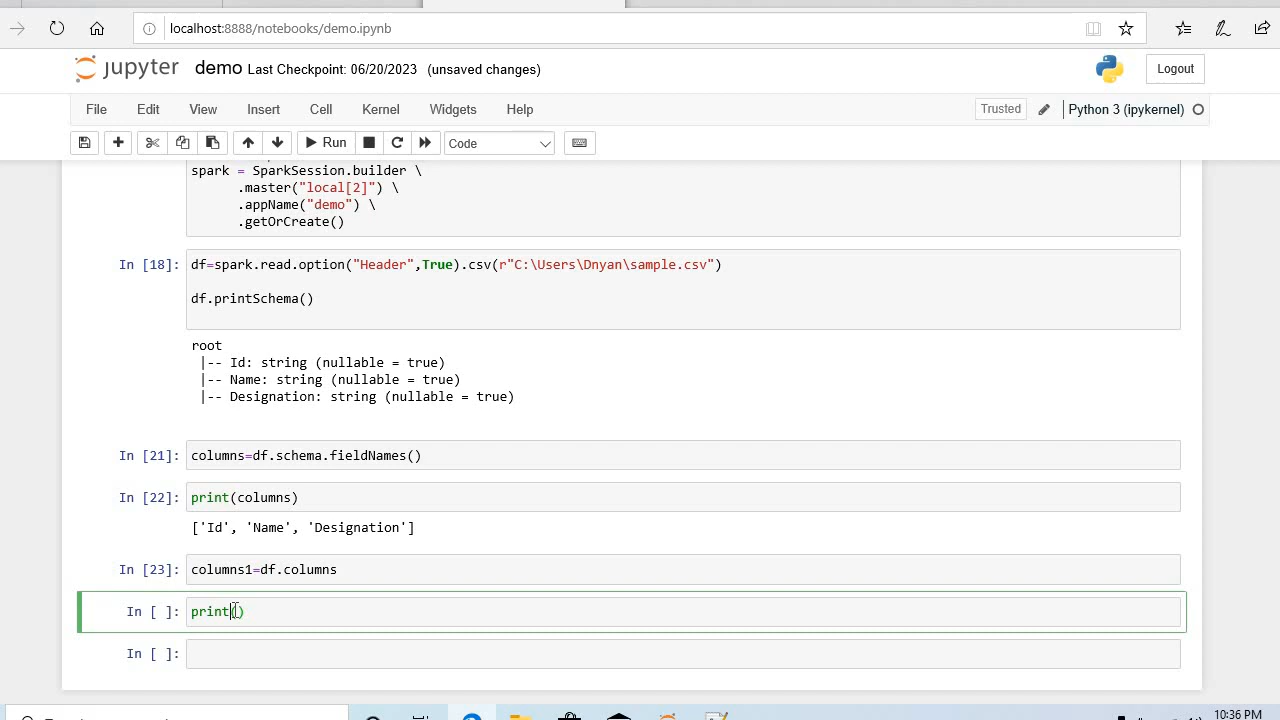 localhost:8888/notebooks/demo.ipynb
jupyter demo Last Checkpoint: 06/20/2023 (unsaved changes)
Logout
File Edit View Insert Cell Kernel Widgets Help
Trusted Python 3 (ipykernel)
Run Code
spark = SparkSession.builder \
.master("local[2]") \
.appName("demo") \
.getOrCreate()
In [18]: df=spark.read.option("Header",True).csv(r"C:\Users\Dnyan\sample.csv")
df.printSchema()
root
|-- Id: string (nullable = true)
|-- Name: string (nullable = true)
|-- Designation: string (nullable = true)
In [21]: columns=df.schema.fieldNames()
In [22]: print(columns)
['Id', 'Name', 'Designation']
In [23]: columns1=df.columns
In [ ]: print()
In [ ]:
10:36 PM